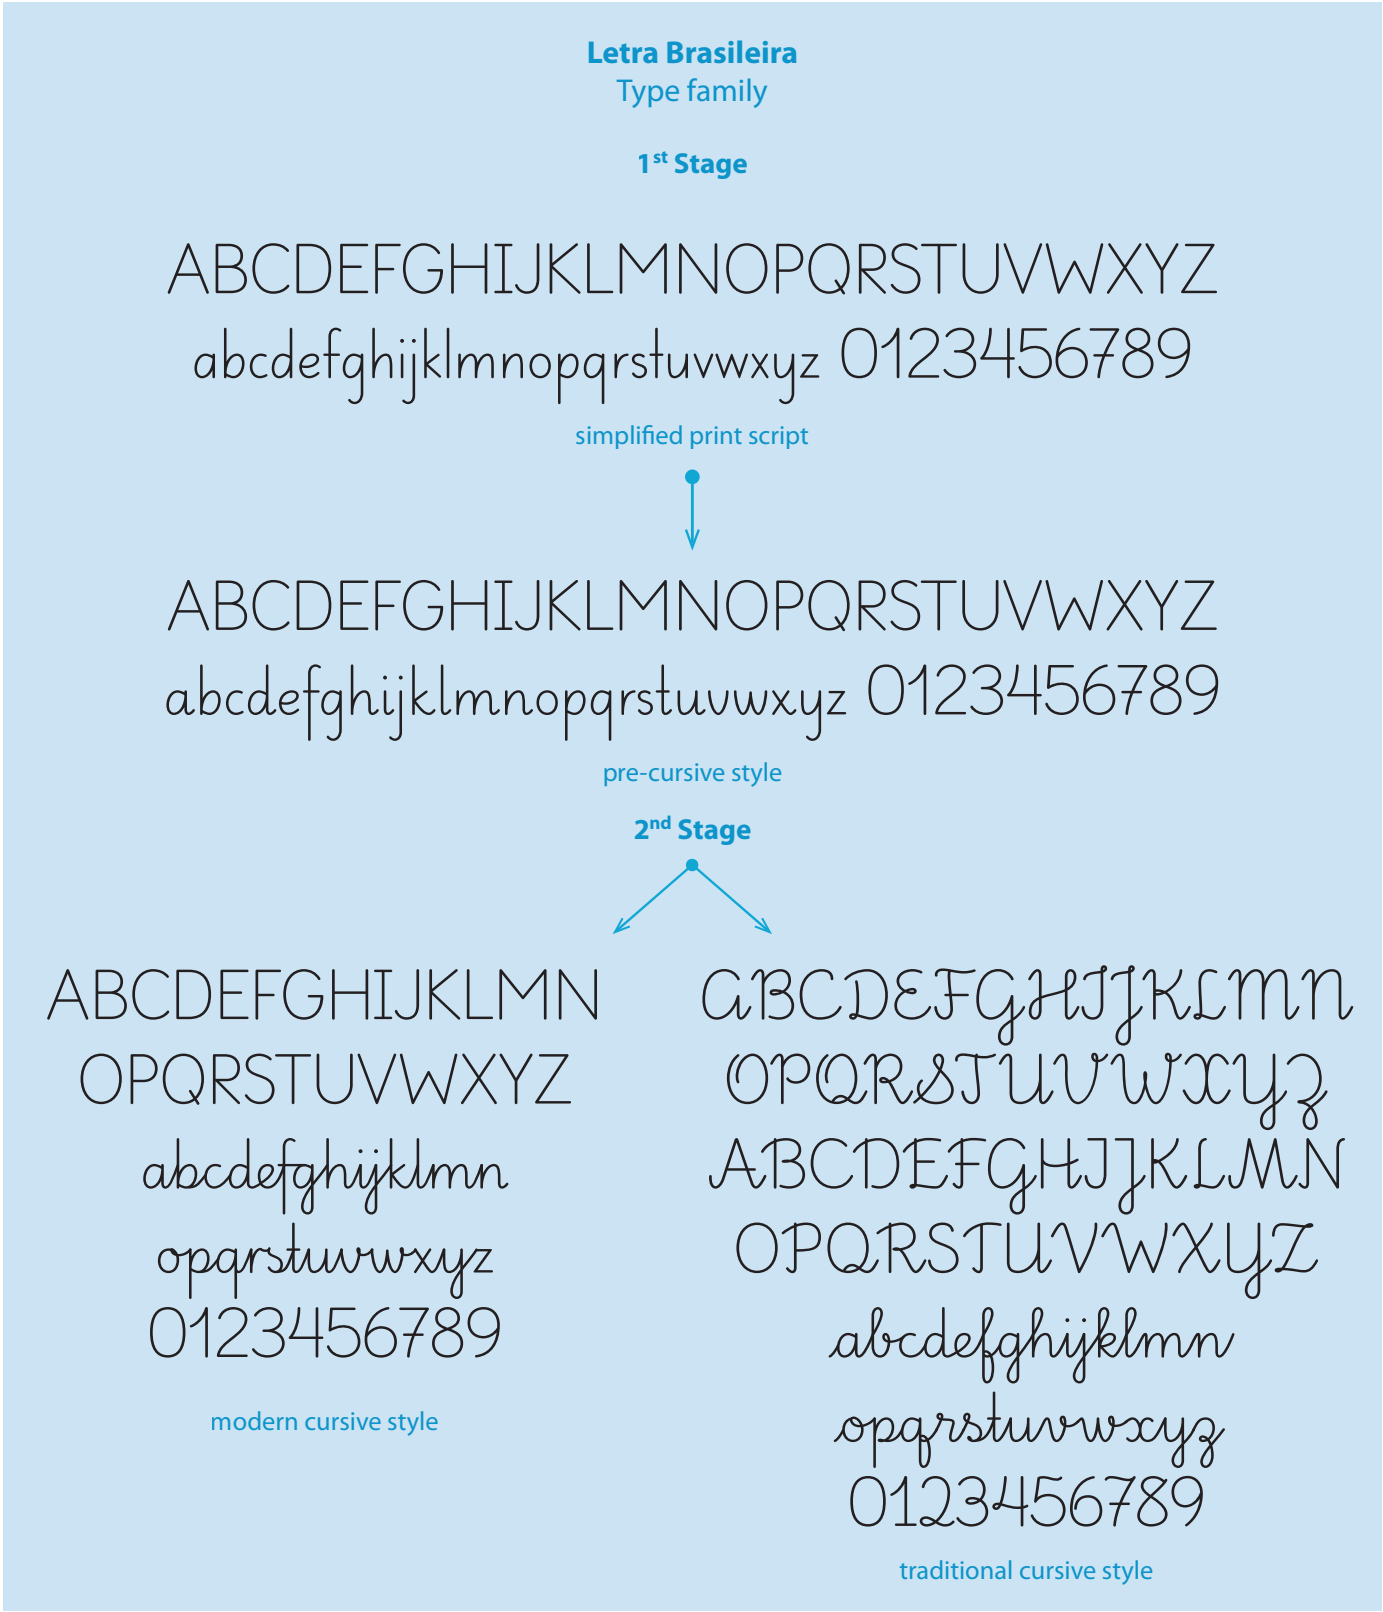 Letra Brasileira
Type family
1st Stage
ABCDEFGHIJKLMNOPQRSTUVWXYZ
abcdefghijklmnopqrstuvwxyz 0123456789
simplified print script
ABCDEFGHIJKLMNOPQRSTUVWXYZ
abcdefghijklmnopqrstuvwxyz 0123456789
pre-cursive style
2nd Stage
ABCDEFGHIJKLMN
OPQRSTUVWXYZ
abcdefghijklmn
opqrstuvwxyz
0123456789
modern cursive style
ABCDEFGHIJKLMN
OPQRSTUVWXYZ
ABCDEFGHIJKLMN
OPQRSTUVWXYZ
abcdefghijklmn
opqrstuvwxyz
0123456789
traditional cursive style